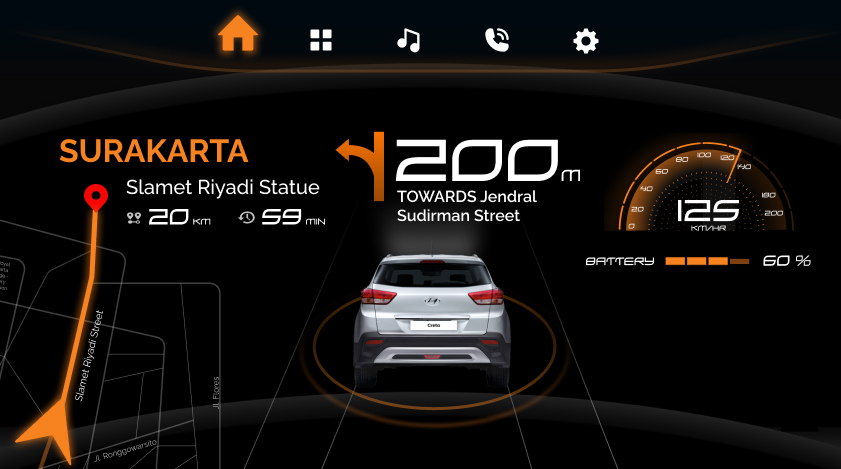 SURAKARTA
Slamet Riyadi Statue
20 KM 59 MIN
200 m
TOWARDS Jendral
Sudirman Street
0 20 40 60 80 100 120 140 180 200
125
KM/HR
BATTERY 60 %
Creta
Slamet Riyadi Street
Jl. Flores
Jl. Ronggowarsito